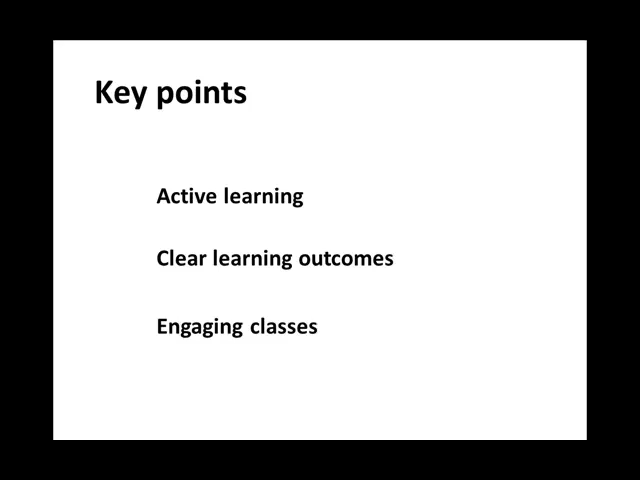 Key points
Active learning
Clear learning outcomes
Engaging classes